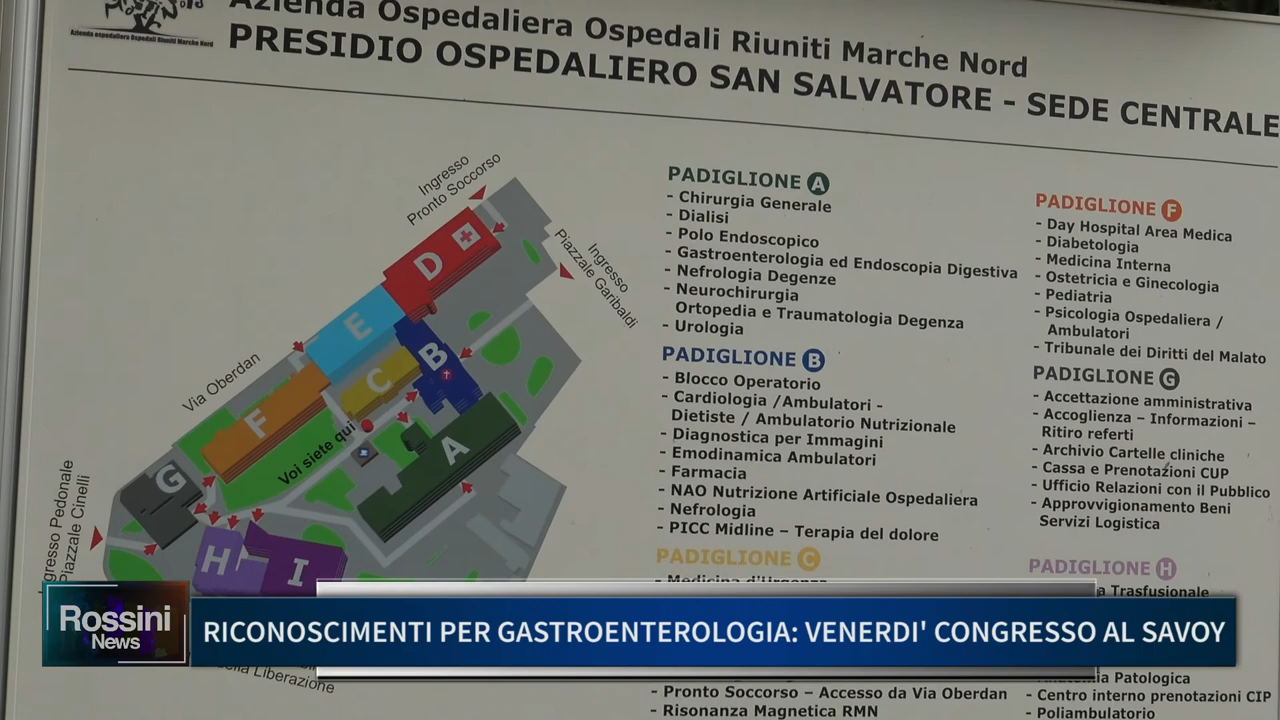 Azienda Ospedaliera Ospedali Riuniti Marche Nord
Azienda ospedaliera Ospedali Riuniti Marche Nord
PRESIDIO OSPEDALIERO SAN SALVATORE - SEDE CENTRALE
Ingresso
Pronto Soccorso
Ingresso
Piazzale Garibaldi
Via Oberdan
Voi siete qui
Pedonale
Piazzale Cinelli
D
E
B
C
F
A
G
H
I
PADIGLIONE A
- Chirurgia Generale
- Dialisi
- Polo Endoscopico
- Gastroenterologia ed Endoscopia Digestiva
- Nefrologia Degenze
- Neurochirurgia
Ortopedia e Traumatologia Degenza
- Urologia
PADIGLIONE B
- Blocco Operatorio
- Cardiologia /Ambulatori -
Dietiste / Ambulatorio Nutrizionale
- Diagnostica per Immagini
- Emodinamica Ambulatori
- Farmacia
- NAO Nutrizione Artificiale Ospedaliera
- Nefrologia
- PICC Midline – Terapia del dolore
PADIGLIONE C
- Medicina d'Urgenza
PADIGLIONE F
- Day Hospital Area Medica
- Diabetologia
- Medicina Interna
- Ostetricia e Ginecologia
- Pediatria
- Psicologia Ospedaliera /
Ambulatori
- Tribunale dei Diritti del Malato
PADIGLIONE G
- Accettazione amministrativa
- Accoglienza – Informazioni –
Ritiro referti
- Archivio Cartelle cliniche
- Cassa e Prenotazioni CUP
- Ufficio Relazioni con il Pubblico
- Approvvigionamento Beni
Servizi Logistica
PADIGLIONE H
Trasfusionale
Rossini
News
RICONOSCIMENTI PER GASTROENTEROLOGIA: VENERDI' CONGRESSO AL SAVOY
Liberazione
- Pronto Soccorso – Accesso da Via Oberdan
- Risonanza Magnetica RMN
Patologica
- Centro interno prenotazioni CIP
- Poliambulatorio